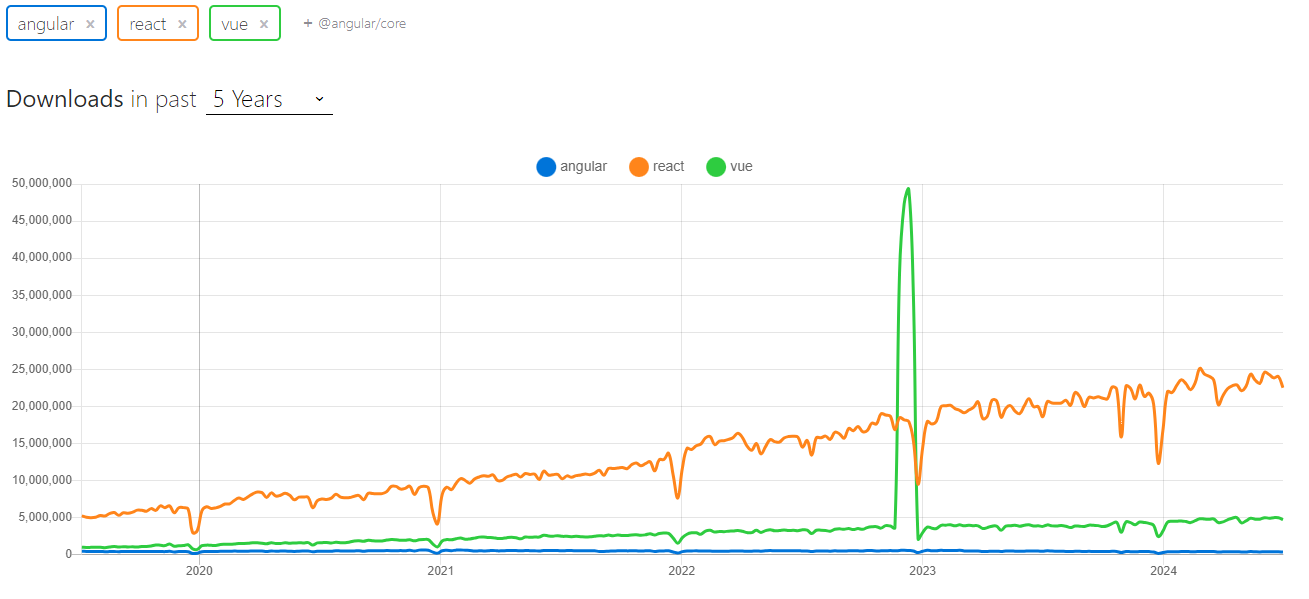 angular × react × vue × + @angular/core
Downloads in past 5 Years
angular react vue
50,000,000
45,000,000
40,000,000
35,000,000
30,000,000
25,000,000
20,000,000
15,000,000
10,000,000
5,000,000
0
2020 2021 2022 2023 2024